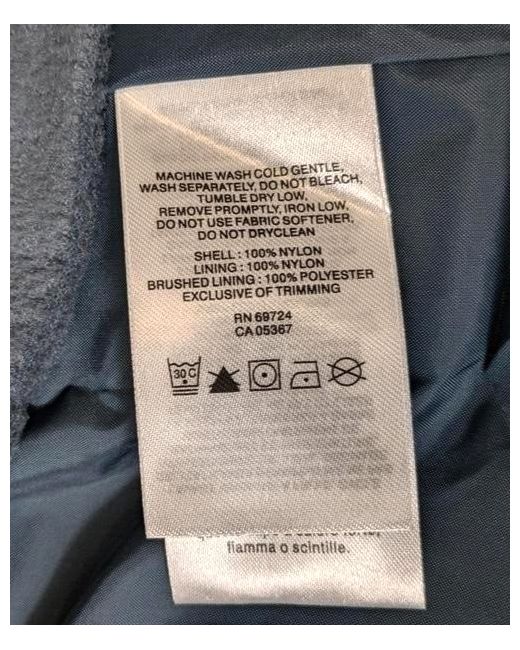 MACHINE WASH COLD GENTLE,
WASH SEPARATELY, DO NOT BLEACH,
TUMBLE DRY LOW,
REMOVE PROMPTLY, IRON LOW.
DO NOT USE FABRIC SOFTENER,
DO NOT DRYCLEAN
SHELL : 100% NYLON
LINING : 100% NYLON
BRUSHED LINING : 100% POLYESTER
EXCLUSIVE OF TRIMMING
RN 69724
CA 05367
30 C
fiamma o scintille.